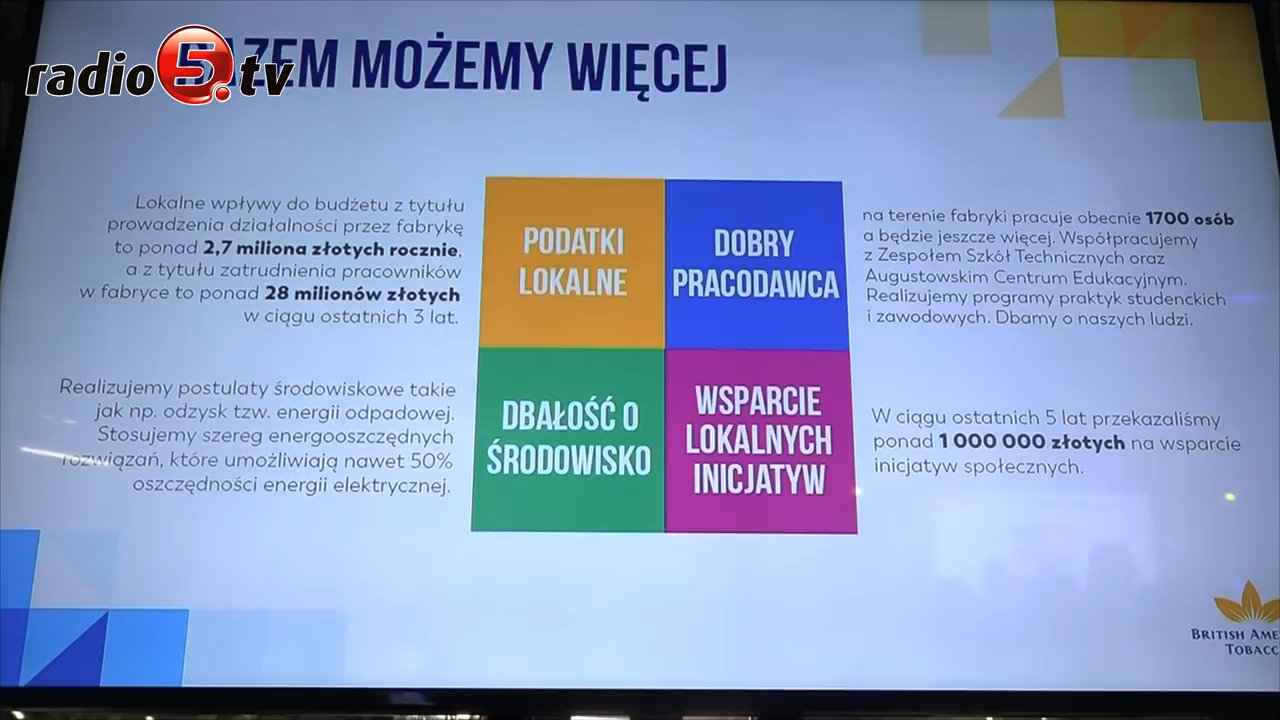 radio 5.tv
MOŻEMY WIĘCEJ
Lokalne wpływy do budżetu z tytułu
prowadzenia działalności przez fabrykę
to ponad 2,7 miliona złotych rocznie,
a z tytułu zatrudnienia pracowników
w fabryce to ponad 28 milionów złotych
w ciągu ostatnich 3 lat.
PODATKI
LOKALNE
DOBRY
PRACODAWCA
na terenie fabryki pracuje obecnie 1700 osób
a będzie jeszcze więcej. Współpracujemy
z Zespołem Szkół Technicznych oraz
Augustowskim Centrum Edukacyjnym.
Realizujemy programy praktyk studenckich
i zawodowych. Dbamy o naszych ludzi.
Realizujemy postulaty środowiskowe takie
jak np. odzysk tzw. energii odpadowej.
Stosujemy szereg energooszczędnych
rozwiązań, które umożliwiają nawet 50%
oszczędności energii elektrycznej.
DBAŁOŚĆ O
ŚRODOWISKO
WSPARCIE
LOKALNYCH
INICJATYW
W ciągu ostatnich 5 lat przekazaliśmy
ponad 1 000 000 złotych na wsparcie
inicjatyw społecznych.
BRITISH AME
TOBACC